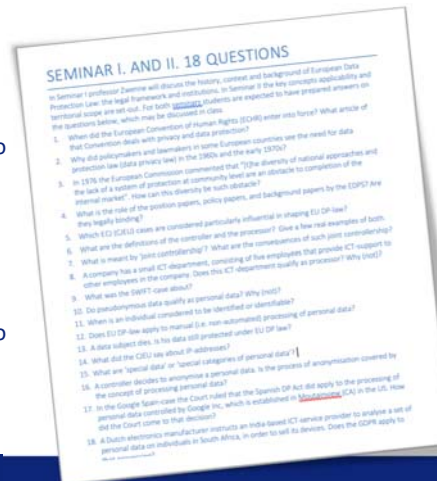 SEMINAR I. AND II. 18 QUESTIONS
In Seminar I professor Zwenne will discuss the history, context and background of European Data
Protection Law: the legal framework and institutions. In Seminar II the key concepts applicability and
territorial scope are set-out. For both seminars students are expected to have prepared answers on
the questions below, which may be discussed in class.
1. When did the European Convention of Human Rights (ECHR) enter into force? What article of
that Convention deals with privacy and data protection?
2. Why did policymakers and lawmakers in some European countries see the need for data
protection law (data privacy law) in the 1960s and the early 1970s?
3. In 1976 the European Commission commented that "(t)he diversity of national approaches and
the lack of a system of protection at community level are an obstacle to completion of the
internal market". How can this diversity be such obstacle?
4. What is the role of the position papers, policy papers, and background papers by the EDPS? Are
they legally binding?
5. Which ECJ (CJEU) cases are considered particularly influential in shaping EU DP-law?
6. What are the definitions of the controller and the processor? Give a few real examples of both.
7. What is meant by 'joint controllership'? What are the consequences of such joint controllership?
8. A company has a small ICT-department, consisting of five employees that provide ICT-support to
other employees in the company. Does this ICT-department qualify as processor? Why (not)?
9. What was the SWIFT-case about?
10. Do pseudonymous data qualify as personal data? Why (not)?
11. When is an individual considered to be identified or identifiable?
12. Does EU DP-law apply to manual (i.e. non-automated) processing of personal data?
13. A data subject dies. Is his data still protected under EU DP law?
14. What did the CJEU say about IP-addresses?
15. What are 'special data' or 'special categories of personal data'?
16. A controller decides to anonymise a personal data. Is the process of anonymisation covered by
the concept of processing personal data?
17. In the Google Spain-case the Court ruled that the Spanish DP Act did apply to the processing of
personal data controlled by Google Inc, which is established in Moutainview (CA) in the US. How
did the Court come to that decision?
18. A Dutch electronics manufacturer instructs an India-based ICT-service provider to analyse a set of
personal data on individuals in South Africa, in order to sell its devices. Does the GDPR apply to